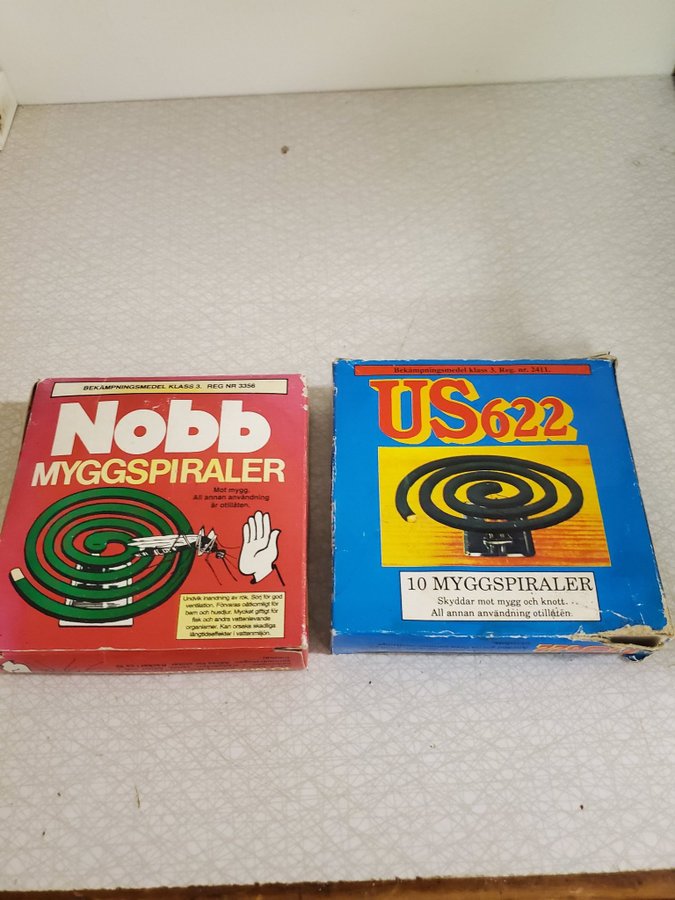 BEKÄMPNINGSMEDEL KLASS 3. REG NR 3356
Nobb
MYGGSPIRALER
Mot mygg.
All annan användning
är otillåten.
Undvik inandning av rök. Sörj för god
ventilation. Förvaras oåtkomligt för
barn och husdjur. Mycket giftigt för
fisk och andra vattenlevande
organismer. Kan orsaka skadliga
långtidseffekter i vattenmiljön.
Bekämpningsmedel klass 3. Reg. nr. 2411.
US622
10 MYGGSPIRALER
Skyddar mot mygg och knott.
All annan användning otillåten.